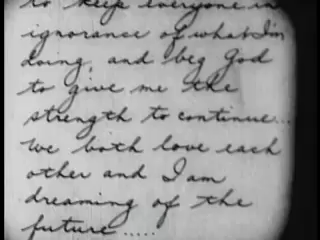 to keep everyone in
ignorance of what I'm
doing, and beg God
to give me the
strength to continue...
We both love each
other and I am
dreaming of the
future.....